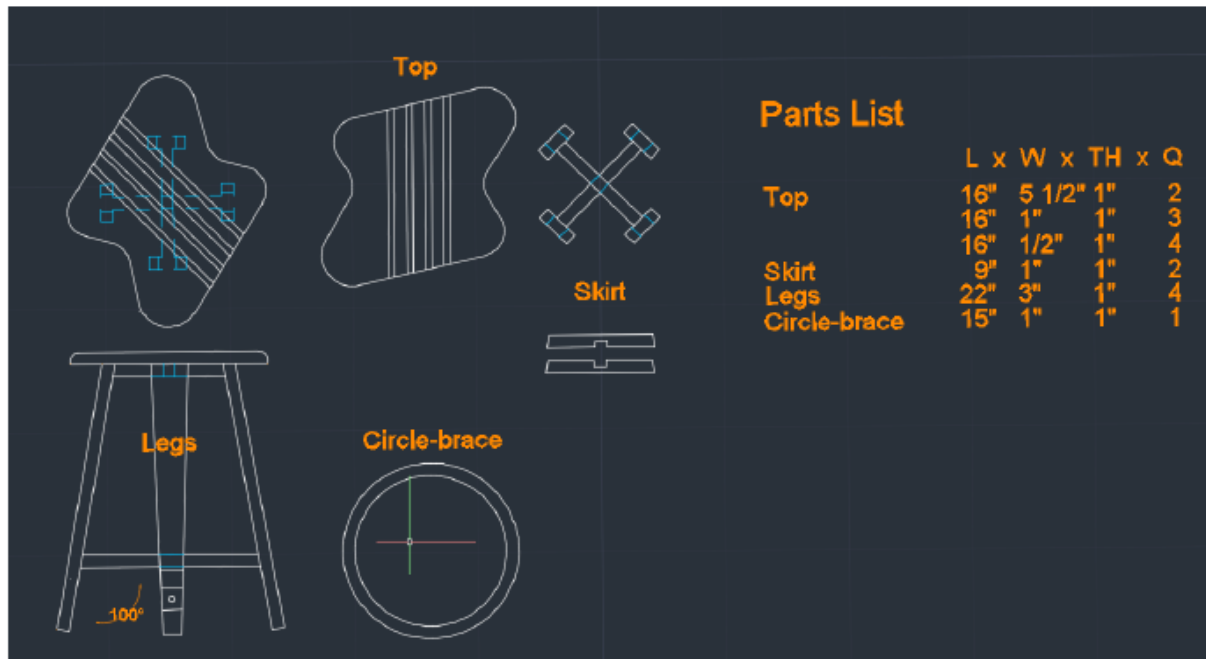 Top
Parts List
L x W x TH x Q
Top 16" 5 1/2" 1" 2
16" 1" 1" 3
16" 1/2" 1" 4
Skirt 9" 1" 1" 2
Legs 22" 3" 1" 4
Circle-brace 15" 1" 1" 1
Skirt
Legs
Circle-brace
100°